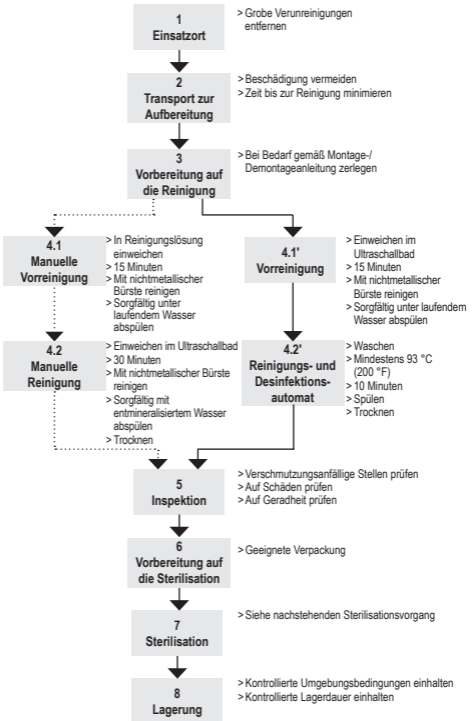 1
Einsatzort
> Grobe Verunreinigungen
entfernen
2
Transport zur
Aufbereitung
> Beschädigung vermeiden
> Zeit bis zur Reinigung minimieren
3
Vorbereitung auf
die Reinigung
> Bei Bedarf gemäß Montage-/
Demontageanleitung zerlegen
4.1
Manuelle
Vorreinigung
> In Reinigungslösung
einweichen
> 15 Minuten
> Mit nichtmetallischer
Bürste reinigen
> Sorgfältig unter
laufendem Wasser
abspülen
4.1'
Vorreinigung
> Einweichen im
Ultraschallbad
> 15 Minuten
> Mit nichtmetallischer
Bürste reinigen
> Sorgfältig unter laufendem
Wasser abspülen
4.2
Manuelle
Reinigung
> Einweichen im Ultraschallbad
> 30 Minuten
> Mit nichtmetallischer Bürste
reinigen
> Sorgfältig mit
entmineralisiertem Wasser
abspülen
> Trocknen
4.2'
Reinigungs- und
Desinfektions-
automat
> Waschen
> Mindestens 93 °C
(200 °F)
> 10 Minuten
> Spülen
> Trocknen
5
Inspektion
> Verschmutzungsanfällige Stellen prüfen
> Auf Schäden prüfen
> Auf Geradheit prüfen
6
Vorbereitung auf
die Sterilisation
> Geeignete Verpackung
7
Sterilisation
> Siehe nachstehenden Sterilisationsvorgang
8
Lagerung
> Kontrollierte Umgebungsbedingungen einhalten
> Kontrollierte Lagerdauer einhalten